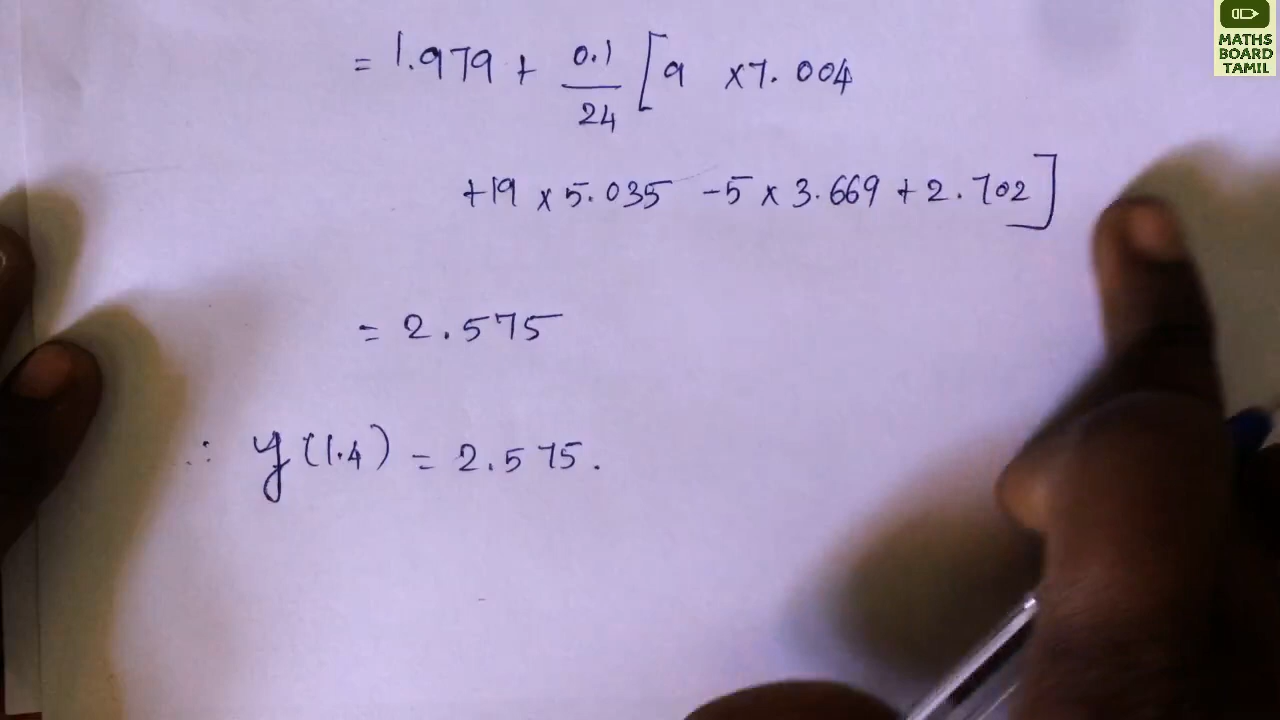 MATHS
BOARD
TAMIL
= 1.979 + 0.1/24 [9 × 7.004
+19 × 5.035 -5 × 3.669 + 2.702]
= 2.575
∴ y(1.4) = 2.575.